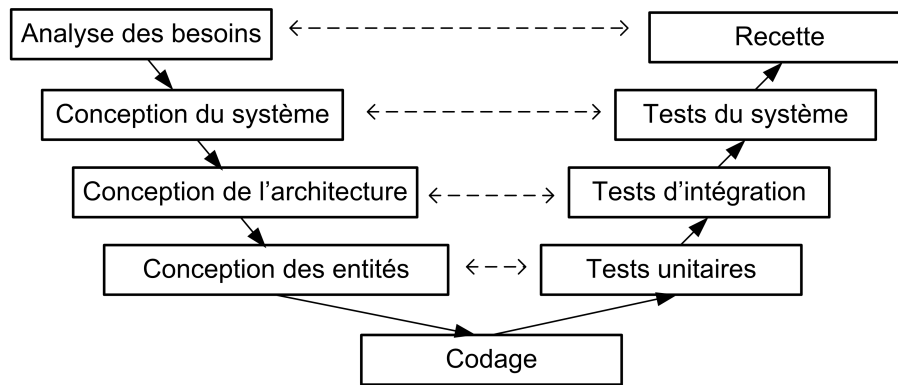 Analyse des besoins
Recette
Conception du système
Tests du système
Conception de l'architecture
Tests d'intégration
Conception des entités
Tests unitaires
Codage